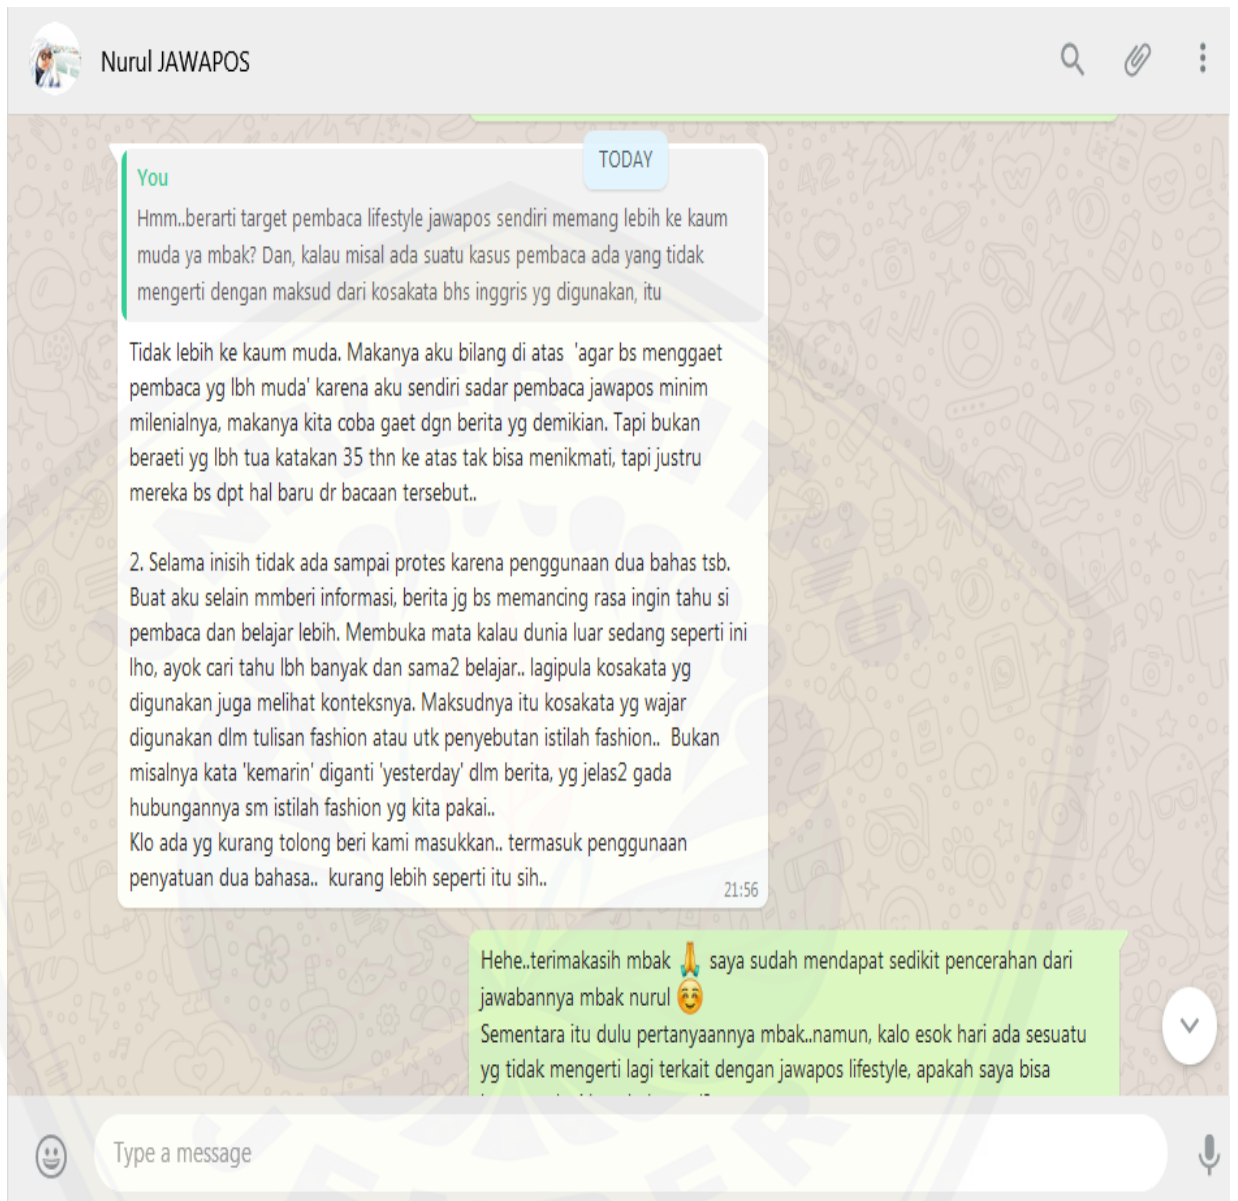 Nurul JAWAPOS
TODAY
You
Hmm..berarti target pembaca lifestyle jawapos sendiri memang lebih ke kaum
muda ya mbak? Dan, kalau misal ada suatu kasus pembaca ada yang tidak
mengerti dengan maksud dari kosakata bhs inggris yg digunakan, itu
Tidak lebih ke kaum muda. Makanya aku bilang di atas 'agar bs menggaet
pembaca yg lbh muda' karena aku sendiri sadar pembaca jawapos minim
milenialnya, makanya kita coba gaet dgn berita yg demikian. Tapi bukan
beraeti yg lbh tua katakan 35 thn ke atas tak bisa menikmati, tapi justru
mereka bs dpt hal baru dr bacaan tersebut..
2. Selama inisih tidak ada sampai protes karena penggunaan dua bahas tsb.
Buat aku selain mmberi informasi, berita jg bs memancing rasa ingin tahu si
pembaca dan belajar lebih. Membuka mata kalau dunia luar sedang seperti ini
lho, ayok cari tahu lbh banyak dan sama2 belajar.. lagipula kosakata yg
digunakan juga melihat konteksnya. Maksudnya itu kosakata yg wajar
digunakan dlm tulisan fashion atau utk penyebutan istilah fashion.. Bukan
misalnya kata 'kemarin' diganti 'yesterday' dlm berita, yg jelas2 gada
hubungannya sm istilah fashion yg kita pakai..
Klo ada yg kurang tolong beri kami masukkan.. termasuk penggunaan
penyatuan dua bahasa.. kurang lebih seperti itu sih..
21:56
Hehe..terimakasih mbak 🙏 saya sudah mendapat sedikit pencerahan dari
jawabannya mbak nurul ☺️
Sementara itu dulu pertanyaannya mbak..namun, kalo esok hari ada sesuatu
yg tidak mengerti lagi terkait dengan jawapos lifestyle, apakah saya bisa
Type a message